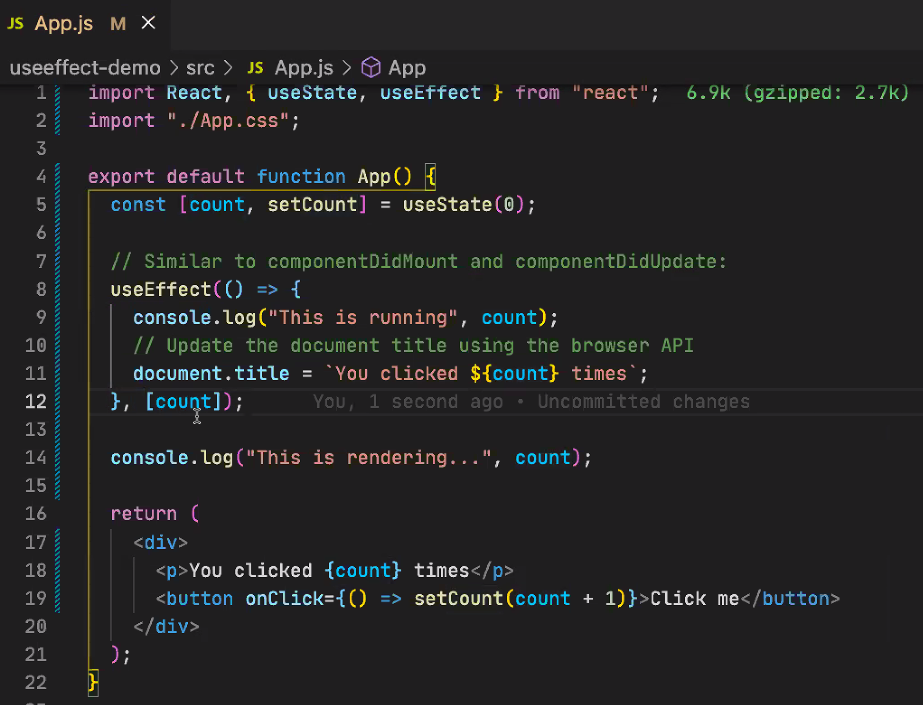 JS App.js M
useeffect-demo > src > JS App.js > App
1 import React, { useState, useEffect } from "react"; 6.9k (gzipped: 2.7k)
2 import "./App.css";
3
4 export default function App() {
5 const [count, setCount] = useState(0);
6
7 // Similar to componentDidMount and componentDidUpdate:
8 useEffect(() => {
9 console.log("This is running", count);
10 // Update the document title using the browser API
11 document.title = `You clicked ${count} times`;
12 }, [count]); You, 1 second ago • Uncommitted changes
13
14 console.log("This is rendering...", count);
15
16 return (
17 <div>
18 <p>You clicked {count} times</p>
19 <button onClick={() => setCount(count + 1)}>Click me</button>
20 </div>
21 );
22 }